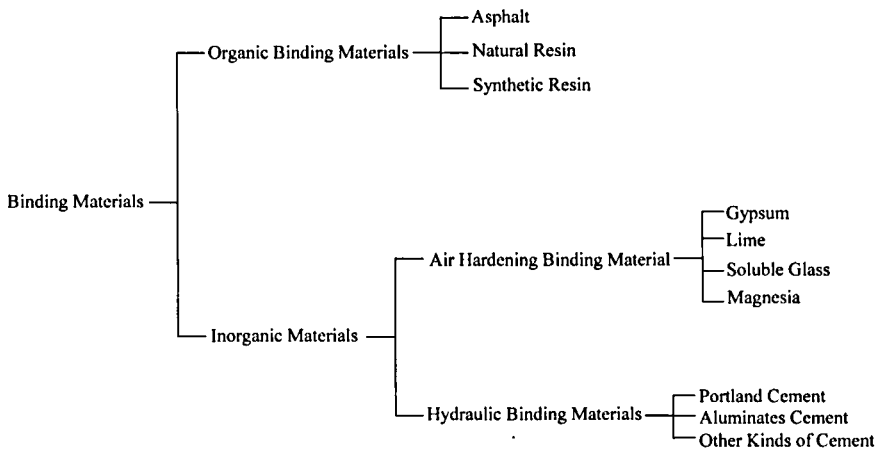 Asphalt
Organic Binding Materials
Natural Resin
Synthetic Resin
Binding Materials
Gypsum
Lime
Air Hardening Binding Material
Soluble Glass
Magnesia
Inorganic Materials
Portland Cement
Hydraulic Binding Materials
Aluminates Cement
Other Kinds of Cement